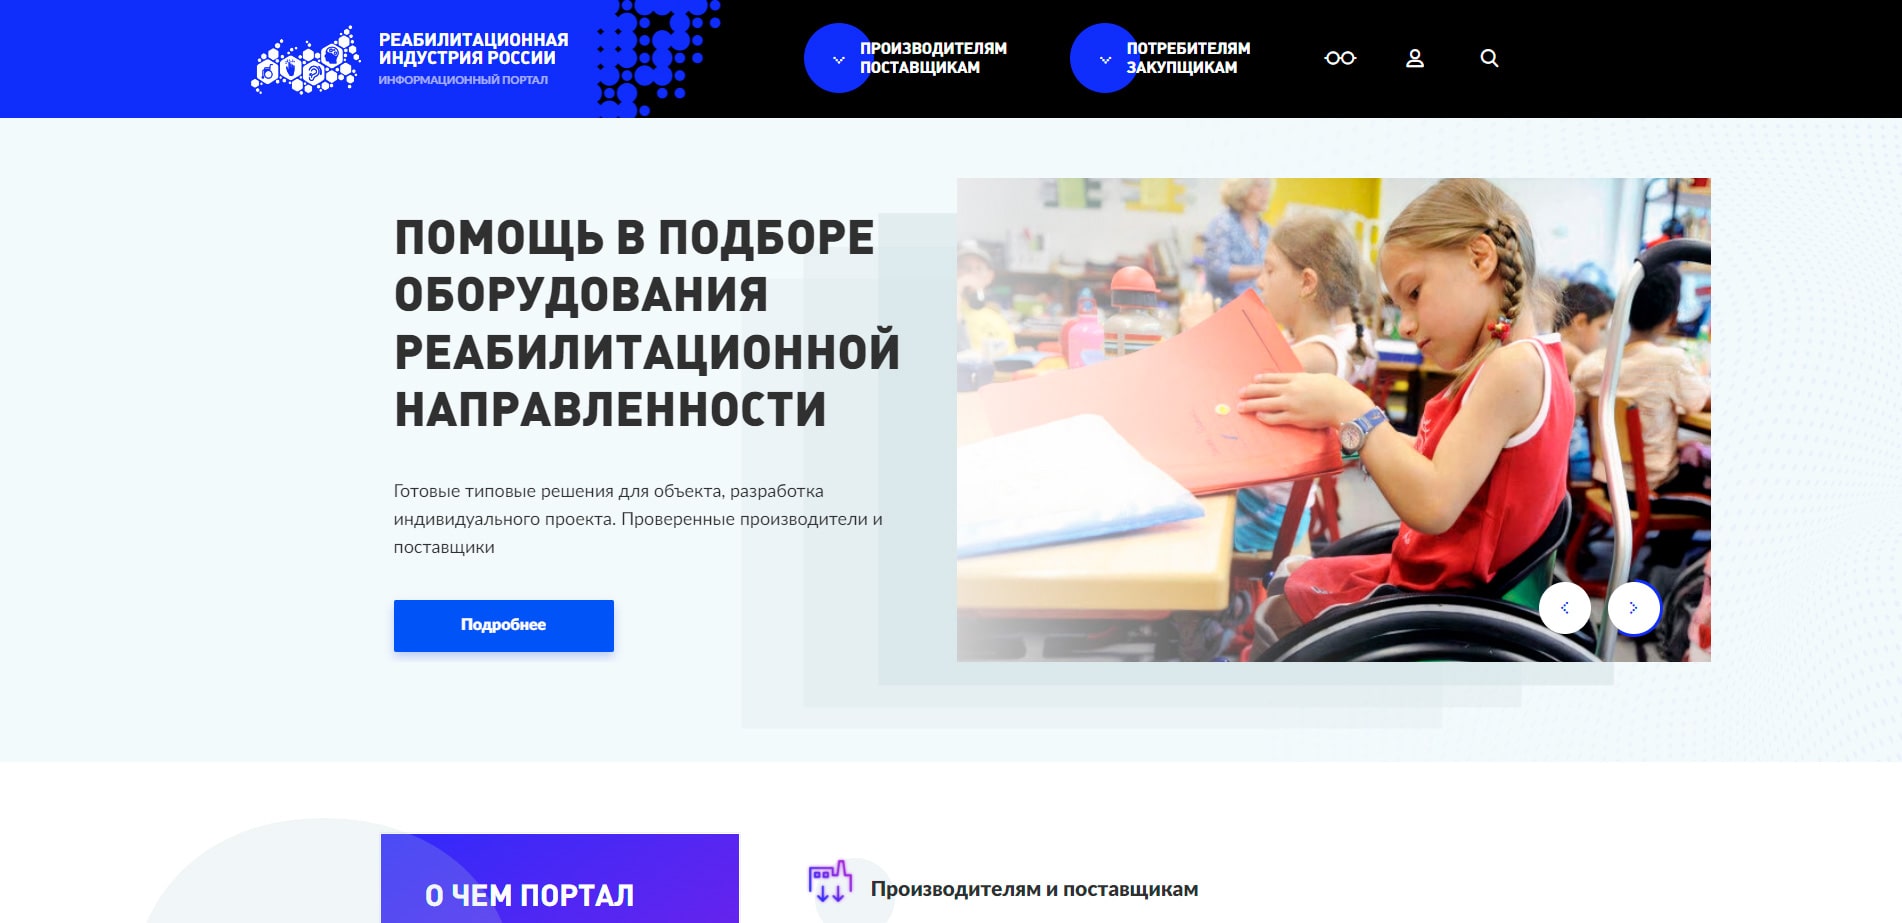 РЕАБИЛИТАЦИОННАЯ
ИНДУСТРИЯ РОССИИ
ИНФОРМАЦИОННЫЙ ПОРТАЛ
ПРОИЗВОДИТЕЛЯМ
ПОСТАВЩИКАМ
ПОТРЕБИТЕЛЯМ
ЗАКУПЩИКАМ
ПОМОЩЬ В ПОДБОРЕ
ОБОРУДОВАНИЯ
РЕАБИЛИТАЦИОННОЙ
НАПРАВЛЕННОСТИ
Готовые типовые решения для объекта, разработка
индивидуального проекта. Проверенные производители и
поставщики
Подробнее
О ЧЕМ ПОРТАЛ
Производителям и поставщикам